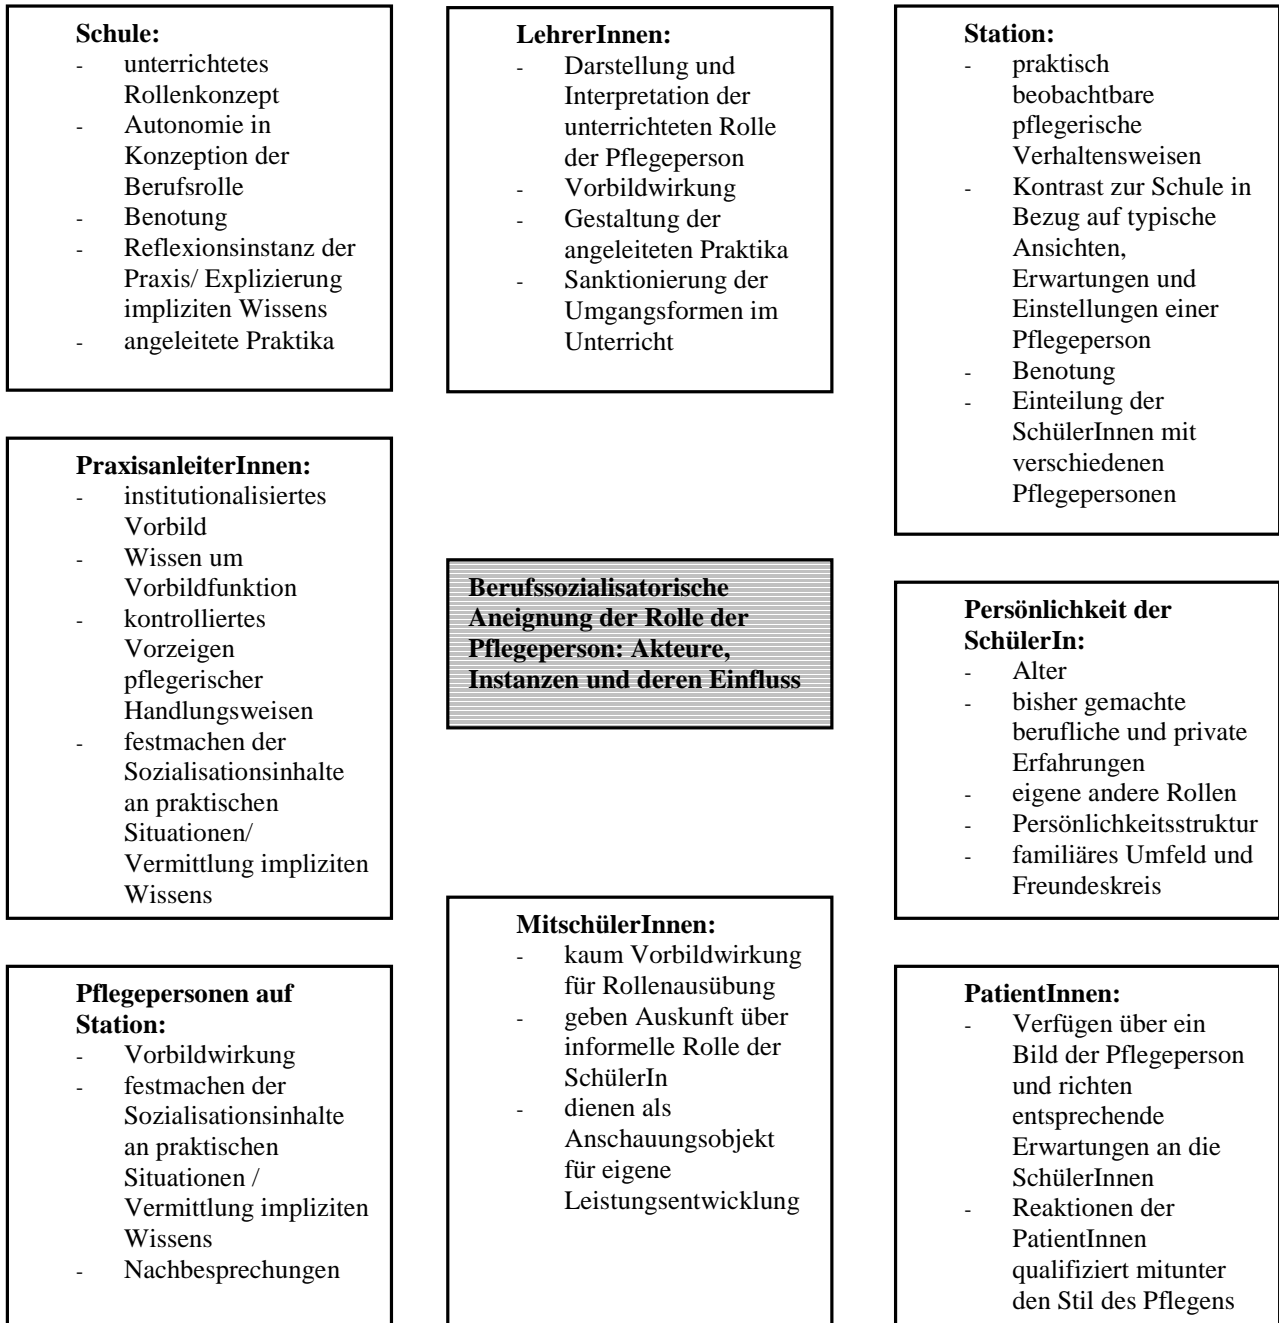 Schule:
- unterrichtetes
Rollenkonzept
- Autonomie in
Konzeption der
Berufsrolle
- Benotung
- Reflexionsinstanz der
Praxis/ Explizierung
impliziten Wissens
- angeleitete Praktika
LehrerInnen:
- Darstellung und
Interpretation der
unterrichteten Rolle
der Pflegeperson
- Vorbildwirkung
- Gestaltung der
angeleiteten Praktika
- Sanktionierung der
Umgangsformen im
Unterricht
Station:
- praktisch
beobachtbare
pflegerische
Verhaltensweisen
- Kontrast zur Schule in
Bezug auf typische
Ansichten,
Erwartungen und
Einstellungen einer
Pflegeperson
- Benotung
- Einteilung der
SchülerInnen mit
verschiedenen
Pflegepersonen
PraxisanleiterInnen:
- institutionalisiertes
Vorbild
- Wissen um
Vorbildfunktion
- kontrolliertes
Vorzeigen
pflegerischer
Handlungsweisen
- festmachen der
Sozialisationsinhalte
an praktischen
Situationen/
Vermittlung impliziten
Wissens
Berufssozialisatorische
Aneignung der Rolle der
Pflegeperson: Akteure,
Instanzen und deren Einfluss
Persönlichkeit der
SchülerIn:
- Alter
- bisher gemachte
berufliche und private
Erfahrungen
- eigene andere Rollen
- Persönlichkeitsstruktur
- familiäres Umfeld und
Freundeskreis
Pflegepersonen auf
Station:
- Vorbildwirkung
- festmachen der
Sozialisationsinhalte
an praktischen
Situationen /
Vermittlung impliziten
Wissens
- Nachbesprechungen
MitschülerInnen:
- kaum Vorbildwirkung
für Rollenausübung
- geben Auskunft über
informelle Rolle der
SchülerIn
- dienen als
Anschauungsobjekt
für eigene
Leistungsentwicklung
PatientInnen:
- Verfügen über ein
Bild der Pflegeperson
und richten
entsprechende
Erwartungen an die
SchülerInnen
- Reaktionen der
PatientInnen
qualifiziert mitunter
den Stil des Pflegens